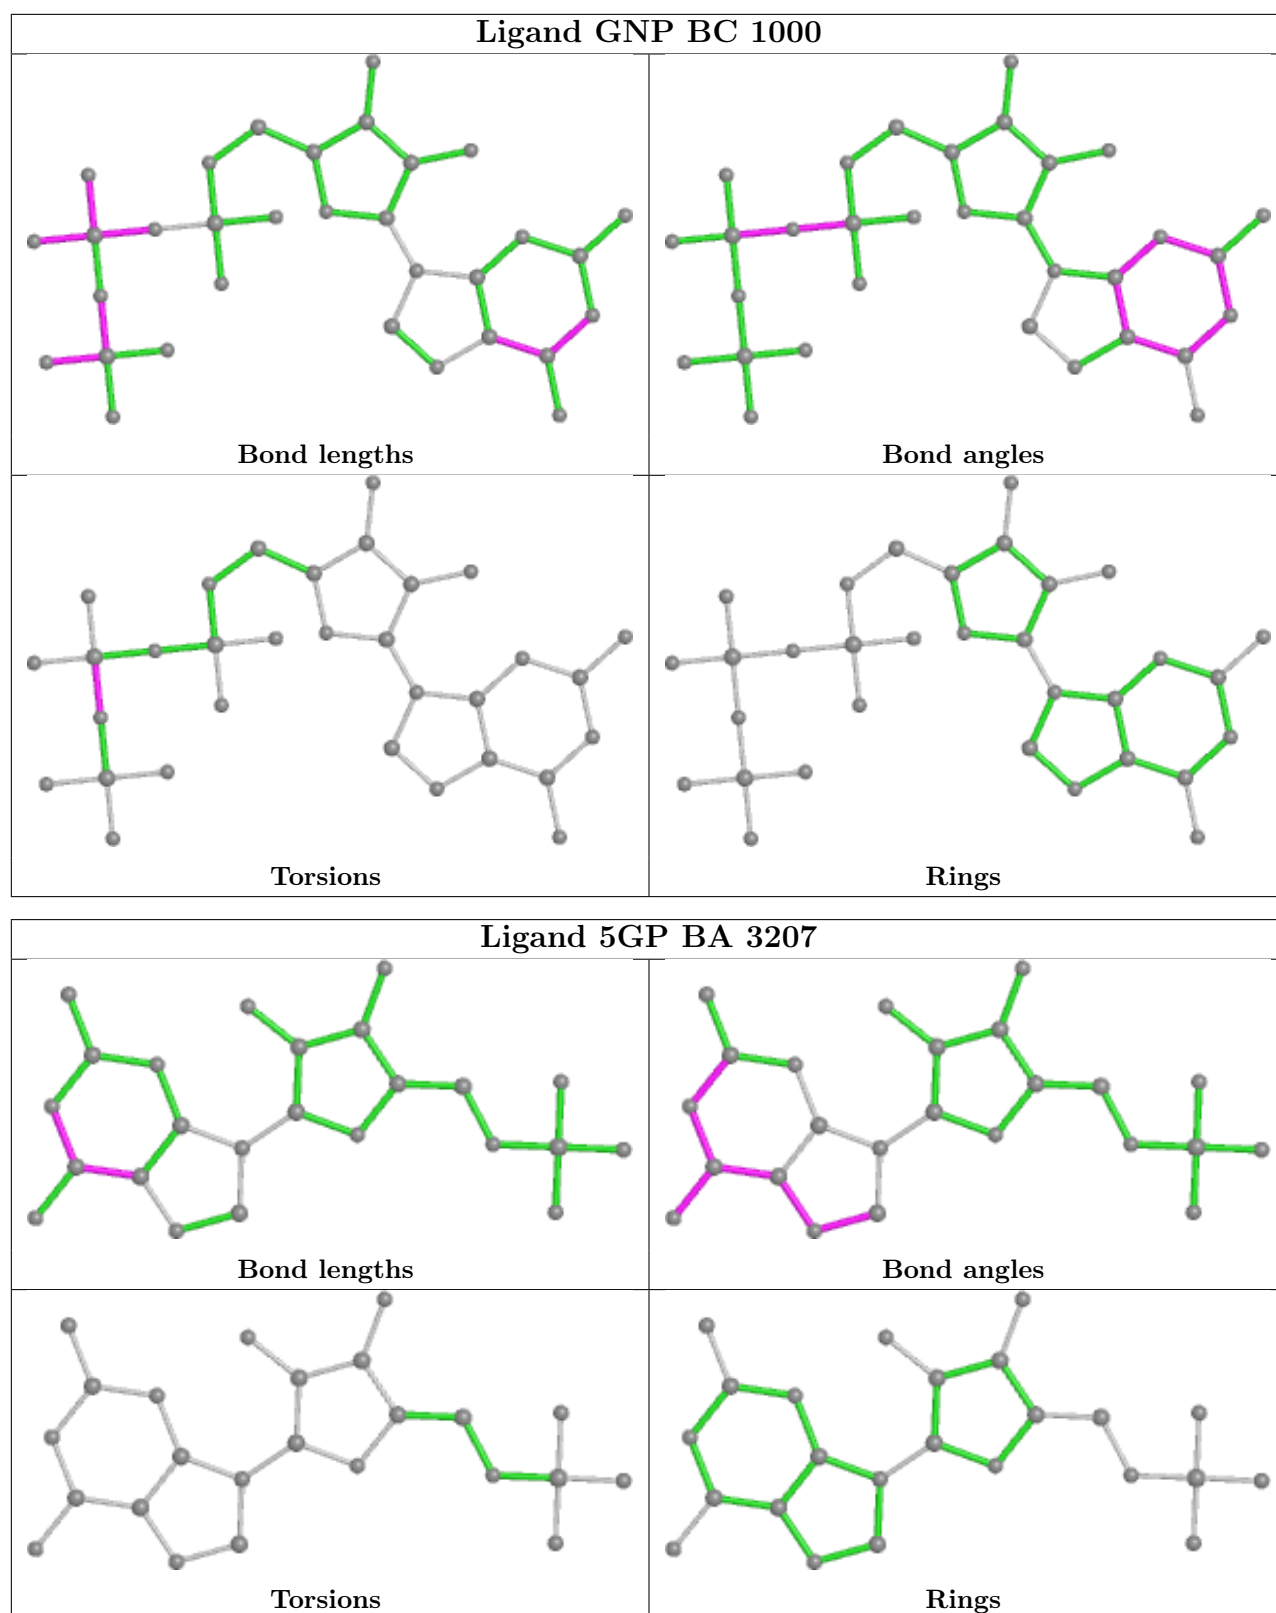 Ligand GNP BC 1000
Bond lengths
Bond angles
Torsions
Rings
Ligand 5GP BA 3207
Bond lengths
Bond angles
Torsions
Rings